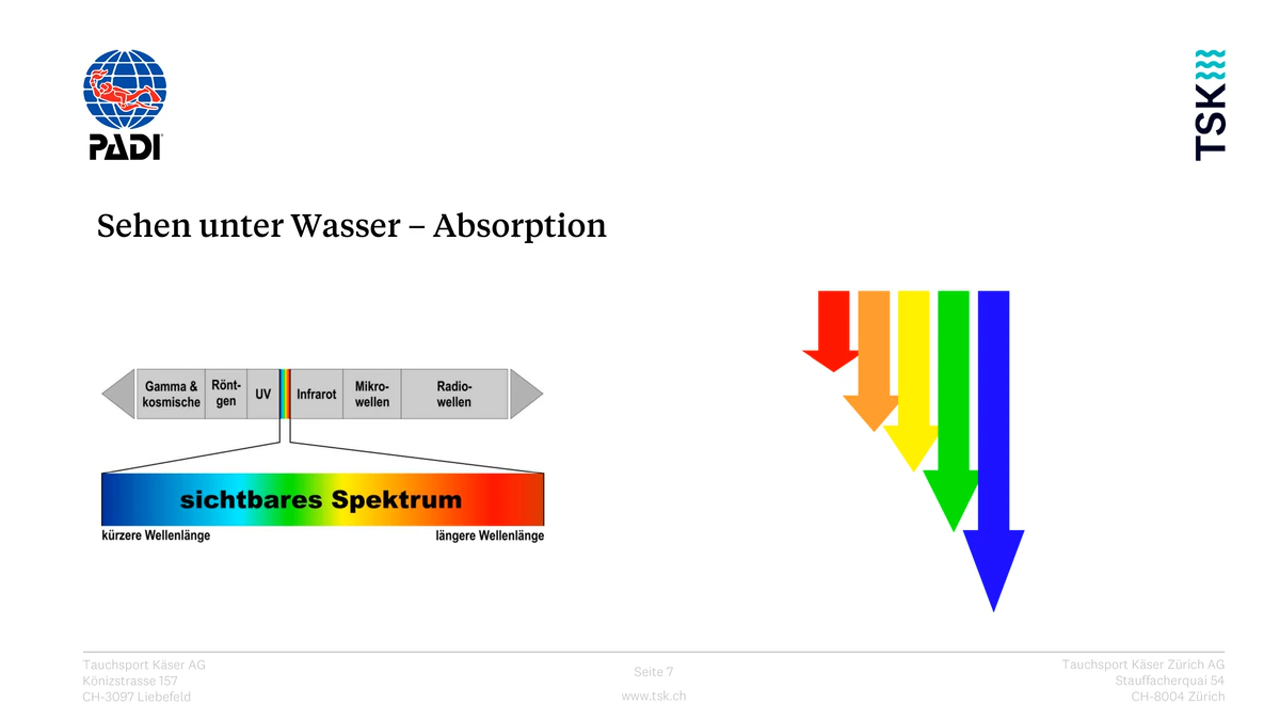 PADI
TSK
Sehen unter Wasser – Absorption
Gamma &
kosmische
Rönt-
gen
UV
Infrarot
Mikro-
wellen
Radio-
wellen
sichtbares Spektrum
kürzere Wellenlänge
längere Wellenlänge
Tauchsport Käser AG
Könizstrasse 157
CH-3097 Liebefeld
Seite 7
www.tsk.ch
Tauchsport Käser Zürich AG
Stauffacherquai 54
CH-8004 Zürich